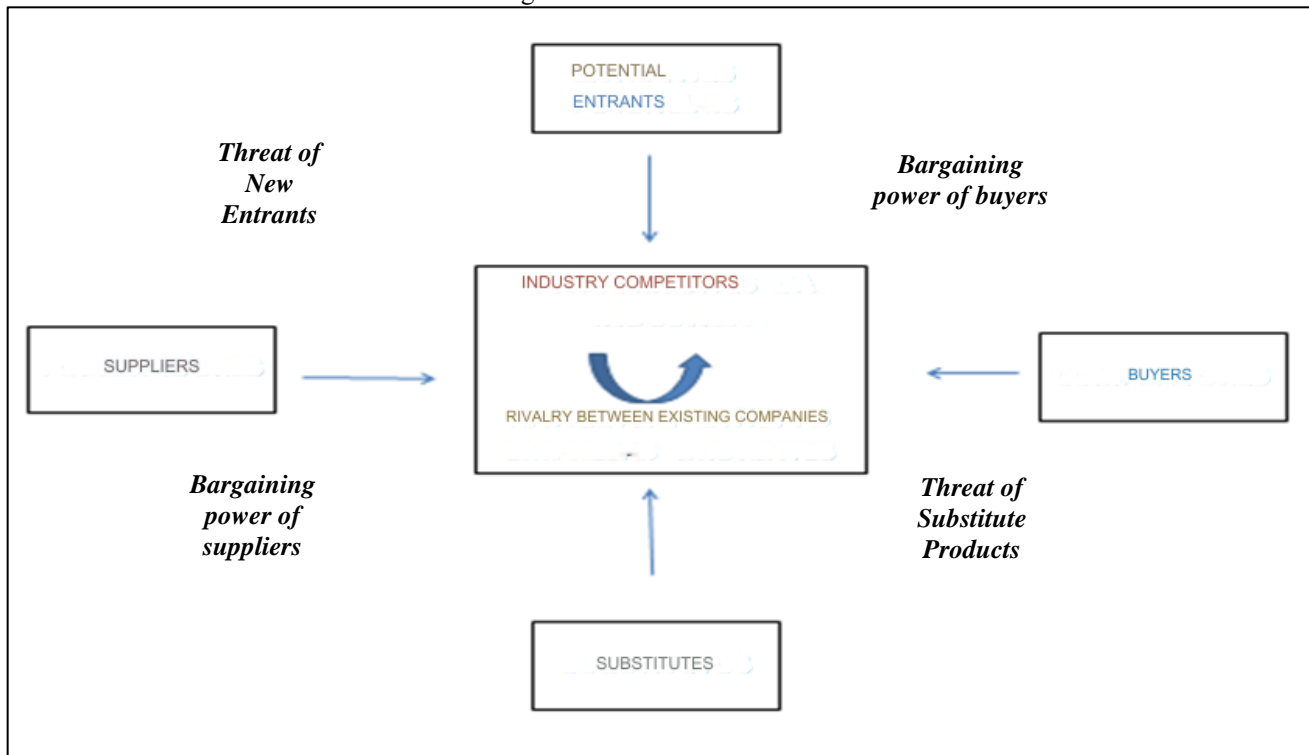 POTENTIAL
ENTRANTS
Threat of
New
Entrants
Bargaining
power of buyers
INDUSTRY COMPETITORS
SUPPLIERS
BUYERS
RIVALRY BETWEEN EXISTING COMPANIES
Bargaining
power of
suppliers
Threat of
Substitute
Products
SUBSTITUTES